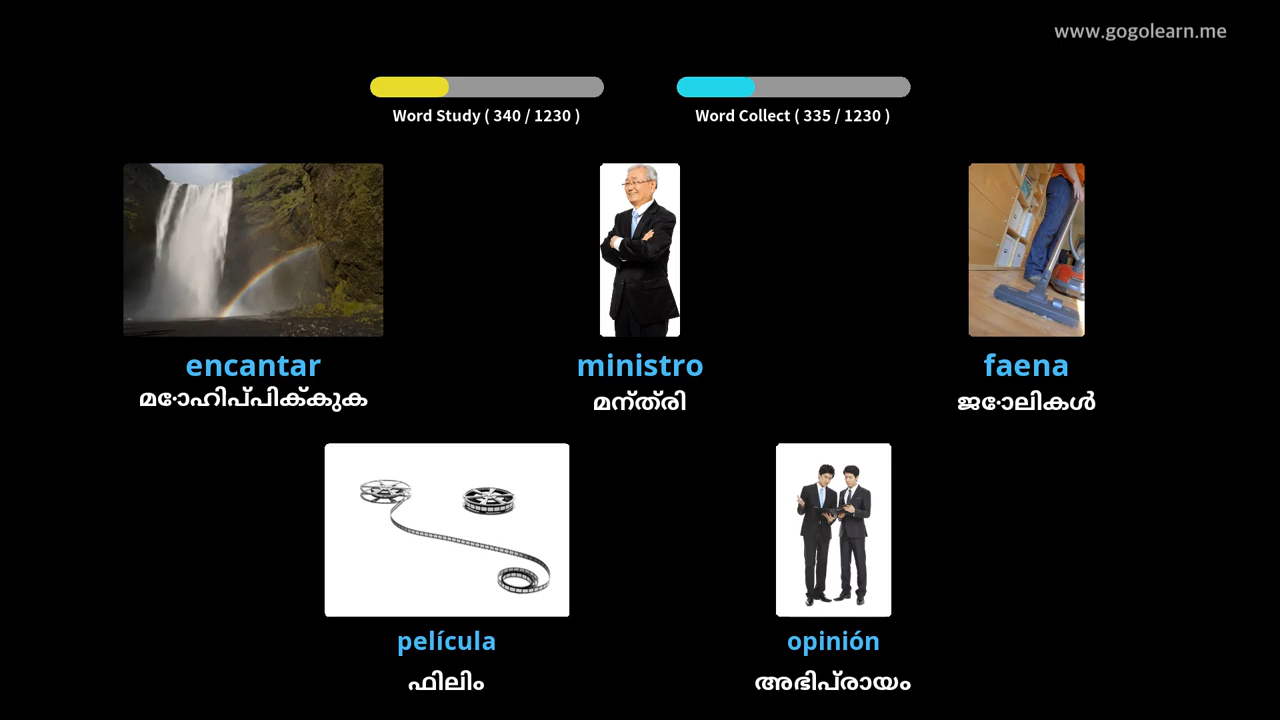 www.gogolearn.me
Word Study ( 340 / 1230 )
Word Collect ( 335 / 1230 )
encantar
മോഹിപ്പിക്കുക
ministro
മന്ത്രി
faena
ജോലികൾ
película
ഫിലിം
opinión
അഭിപ്രായം